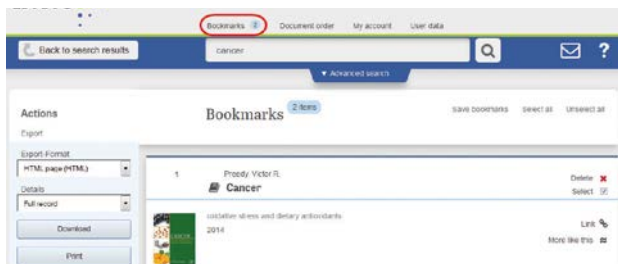 Bookmarks 2 Document order My account User data
Back to search results
cancer
▼ Advanced search
Actions
Export
Export Format
HTML page (HTML)
Details
Full record
Download
Print
Bookmarks 2 items
Save bookmarks Select all Unselect all
1 Preedy, Victor R.
Cancer
Delete
Select
oxidative stress and dietary antioxidants
2014
Link
More like this
CANCER